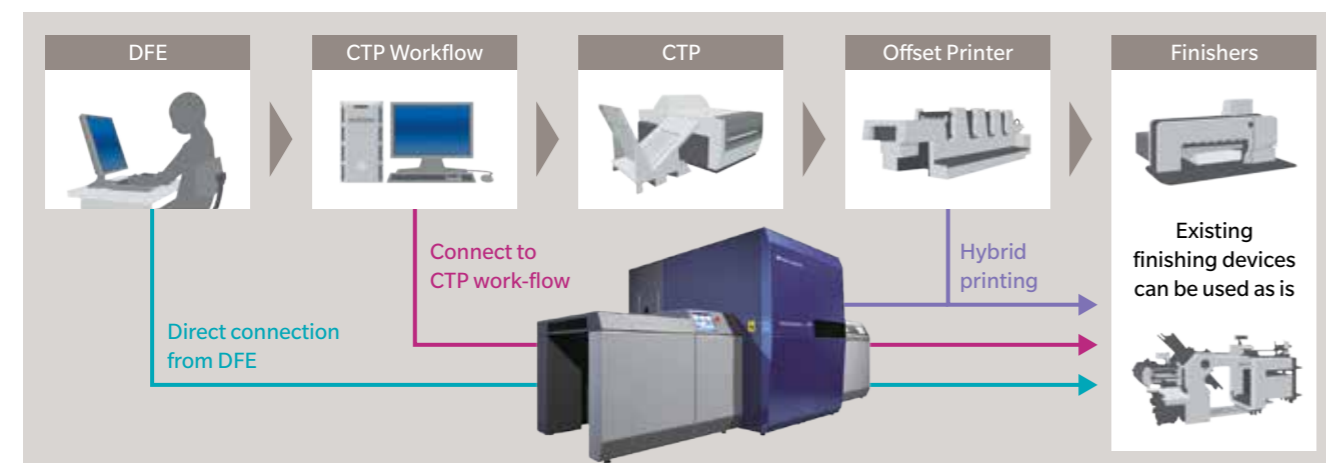 DFE
CTP Workflow
CTP
Offset Printer
Finishers
Connect to
CTP work-flow
Hybrid
printing
Existing
finishing devices
can be used as is
Direct connection
from DFE